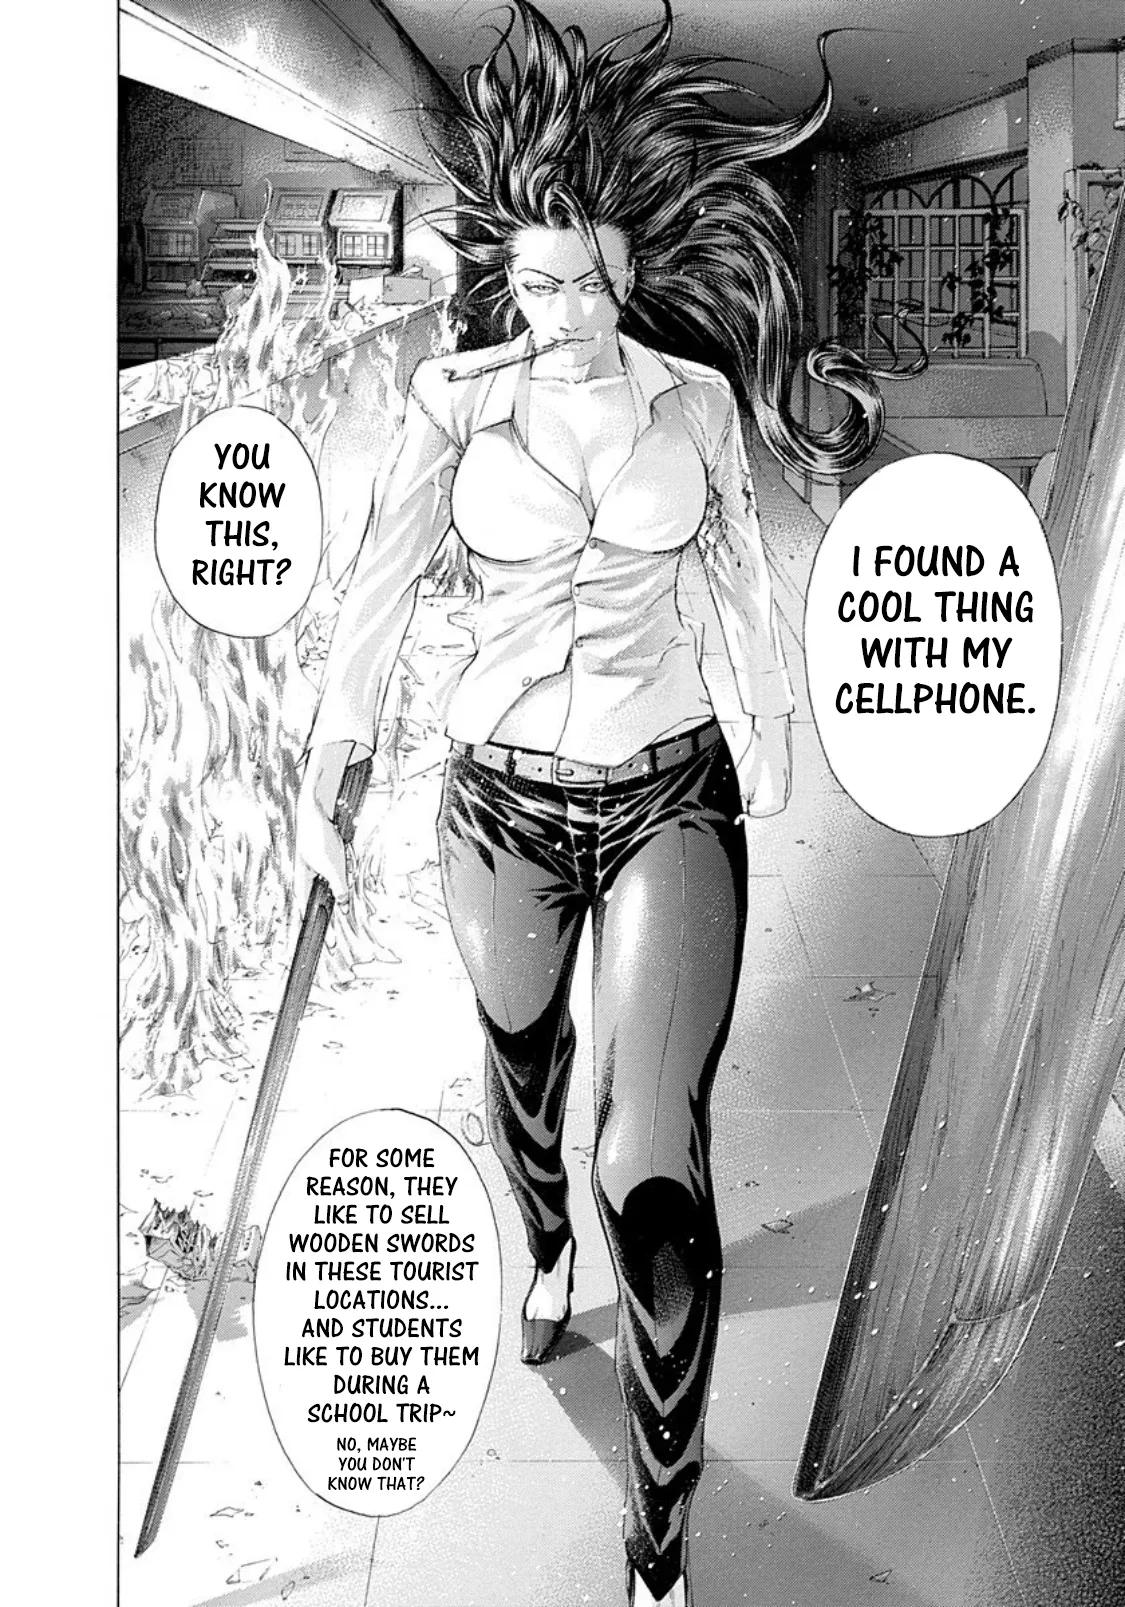 I FOUND A
COOL THING
WITH MY
CELLPHONE.
YOU
KNOW
THIS,
RIGHT?
FOR SOME
REASON, THEY
LIKE TO SELL
WOODEN SWORDS
IN THESE TOURIST
LOCATIONS...
AND STUDENTS
LIKE TO BUY THEM
DURING A
SCHOOL TRIP~
NO, MAYBE
YOU DON'T
KNOW THAT?